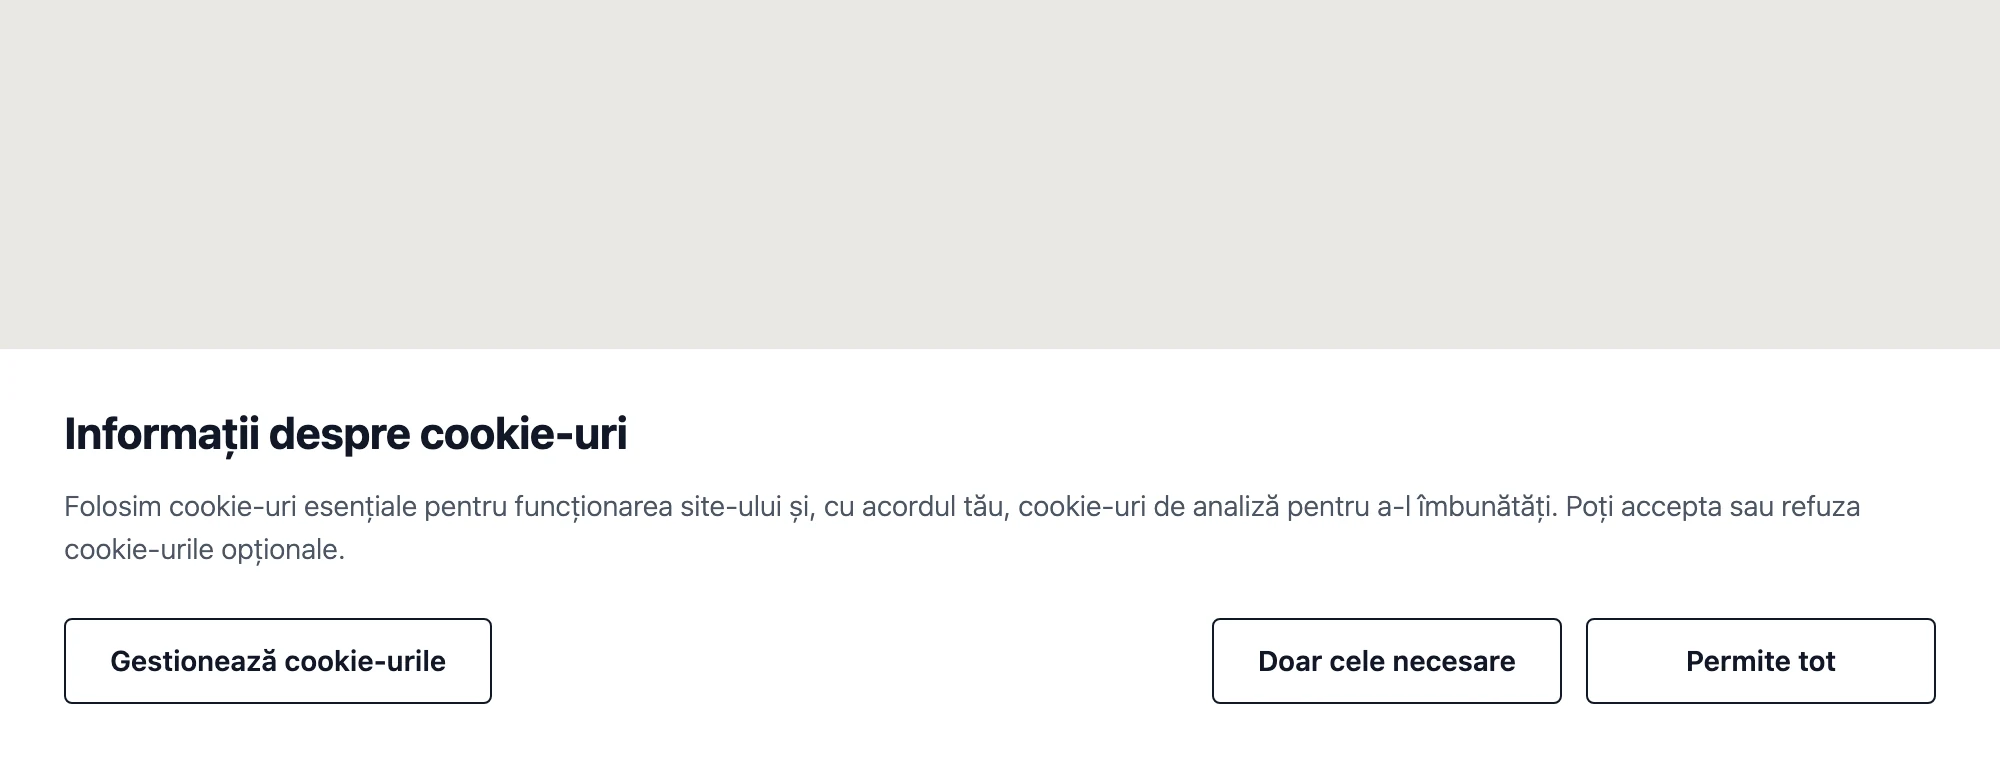 Informații despre cookie-uri
Folosim cookie-uri esențiale pentru funcționarea site-ului și, cu acordul tău, cookie-uri de analiză pentru a-l îmbunătăți. Poți accepta sau refuza
cookie-urile opționale.
Gestionează cookie-urile
Doar cele necesare
Permite tot